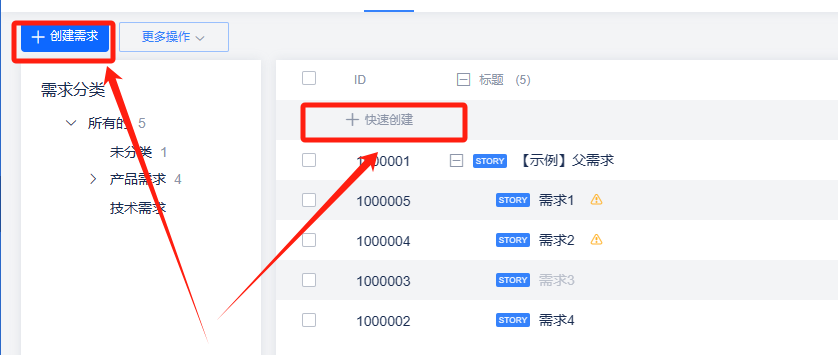 创建需求 更多操作
需求分类
所有的 5
未分类 1
产品需求 4
技术需求
ID 标题 (5)
快速创建
1000001 STORY 【示例】父需求
1000005 STORY 需求1
1000004 STORY 需求2
1000003 STORY 需求3
1000002 STORY 需求4